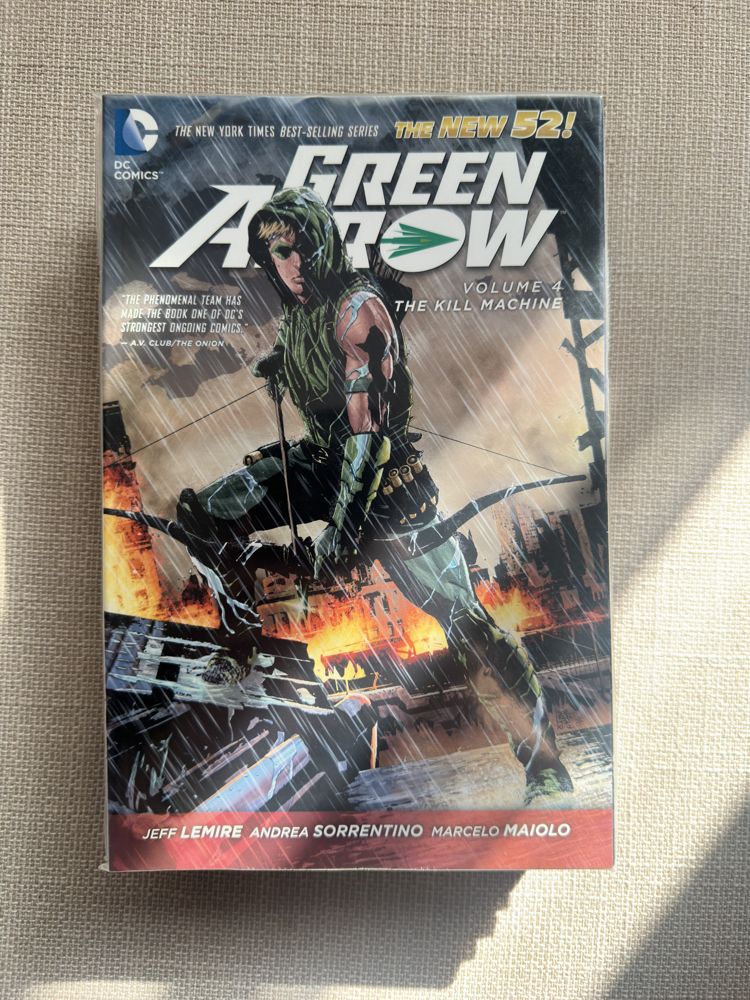 DC COMICS™
THE NEW YORK TIMES BEST-SELLING SERIES
THE NEW 52!
GREEN
ARROW™
VOLUME 4
THE KILL MACHINE
"THE PHENOMENAL TEAM HAS
MADE THE BOOK ONE OF DC'S
STRONGEST ONGOING COMICS."
— A.V. CLUB/THE ONION
JEFF LEMIRE ANDREA SORRENTINO MARCELO MAIOLO